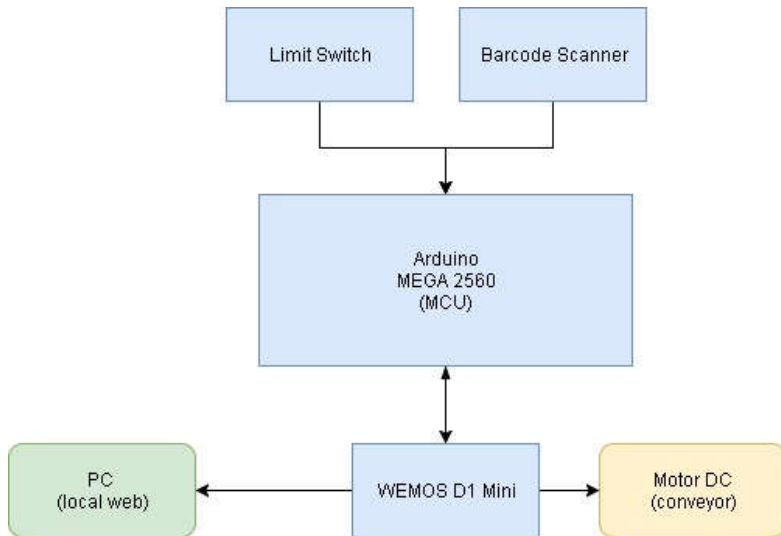 Limit Switch
Barcode Scanner
Arduino
MEGA 2560
(MCU)
PC
(local web)
WEMOS D1 Mini
Motor DC
(conveyor)